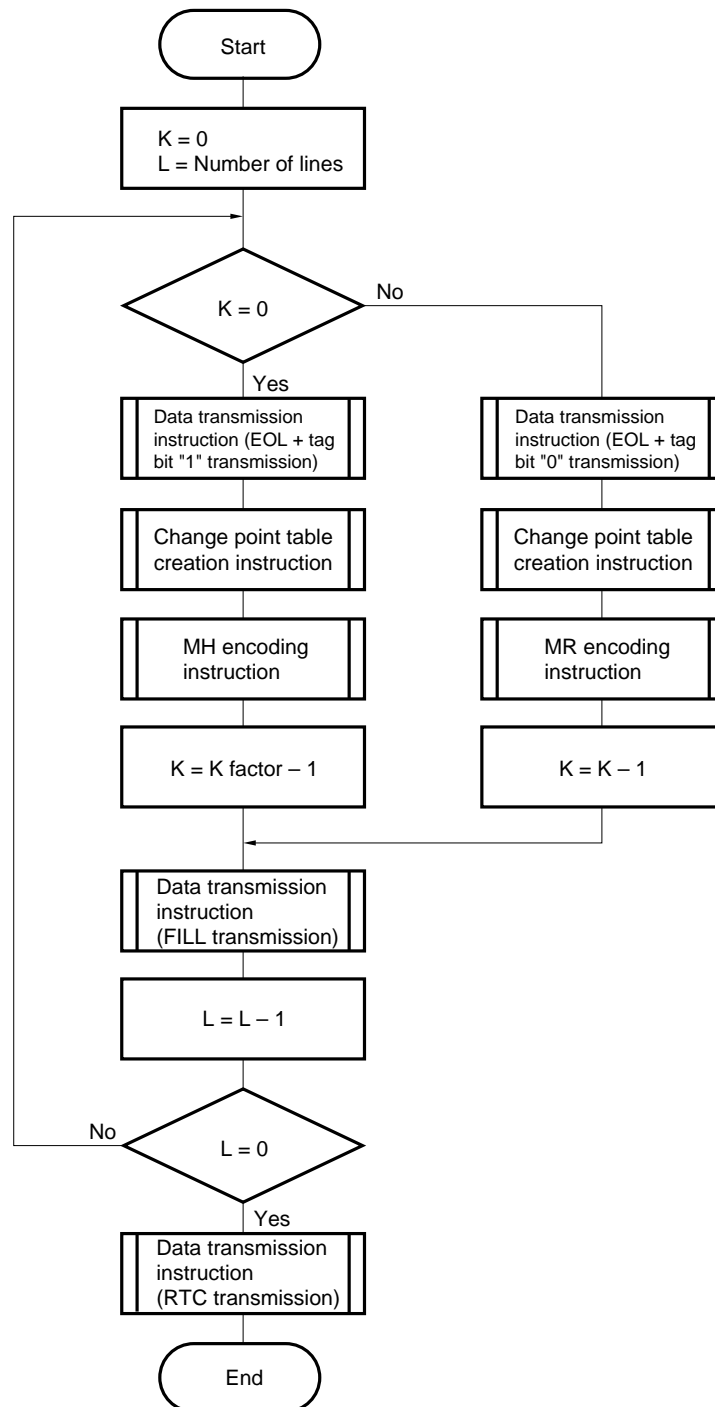 Start
K = 0
L = Number of lines
K = 0
No
Yes
Data transmission
instruction (EOL + tag
bit "1" transmission)
Data transmission
instruction (EOL + tag
bit "0" transmission)
Change point table
creation instruction
Change point table
creation instruction
MH encoding
instruction
MR encoding
instruction
K = K factor – 1
K = K – 1
Data transmission
instruction
(FILL transmission)
L = L – 1
No
L = 0
Yes
Data transmission
instruction
(RTC transmission)
End